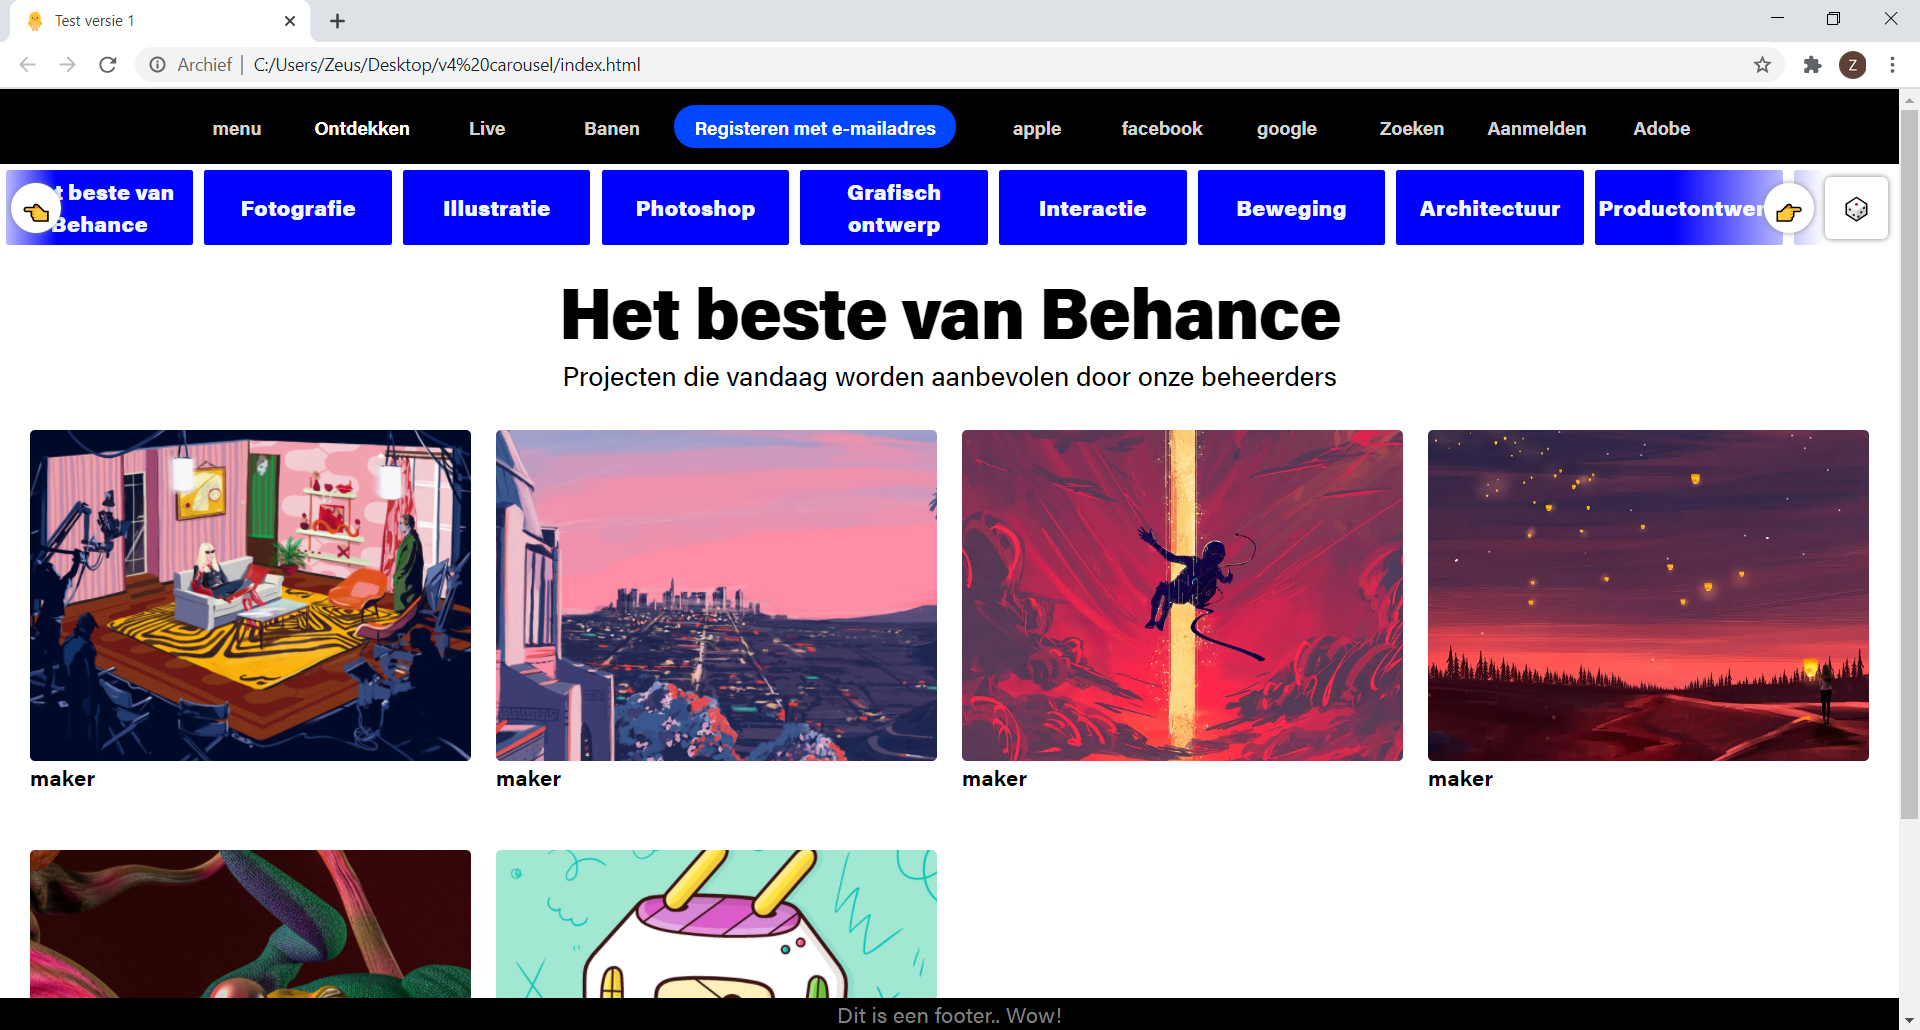 Test versie 1
Archief | C:/Users/Zeus/Desktop/v4%20carousel/index.html
Z
menu Ontdekken Live Banen Registeren met e-mailadres apple facebook google Zoeken Aanmelden Adobe
t beste van
Behance
Fotografie
Illustratie
Photoshop
Grafisch
ontwerp
Interactie
Beweging
Architectuur
Productontwer
Het beste van Behance
Projecten die vandaag worden aanbevolen door onze beheerders
maker
maker
maker
maker
Dit is een footer.. Wow!